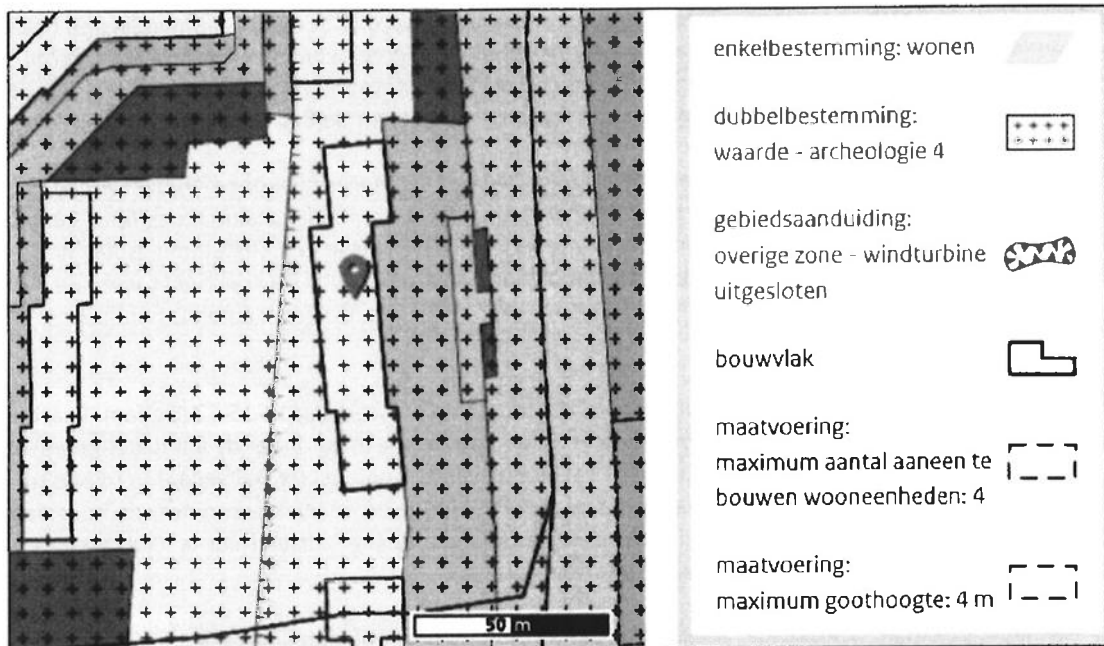 enkelbestemming: wonen
dubbelbestemming:
waarde - archeologie 4
gebiedsaanduiding:
overige zone - windturbine
uitgesloten
bouwvlak
maatvoering:
maximum aantal aaneen te
bouwen wooneenheden: 4
maatvoering:
maximum goothoogte: 4 m
50 m